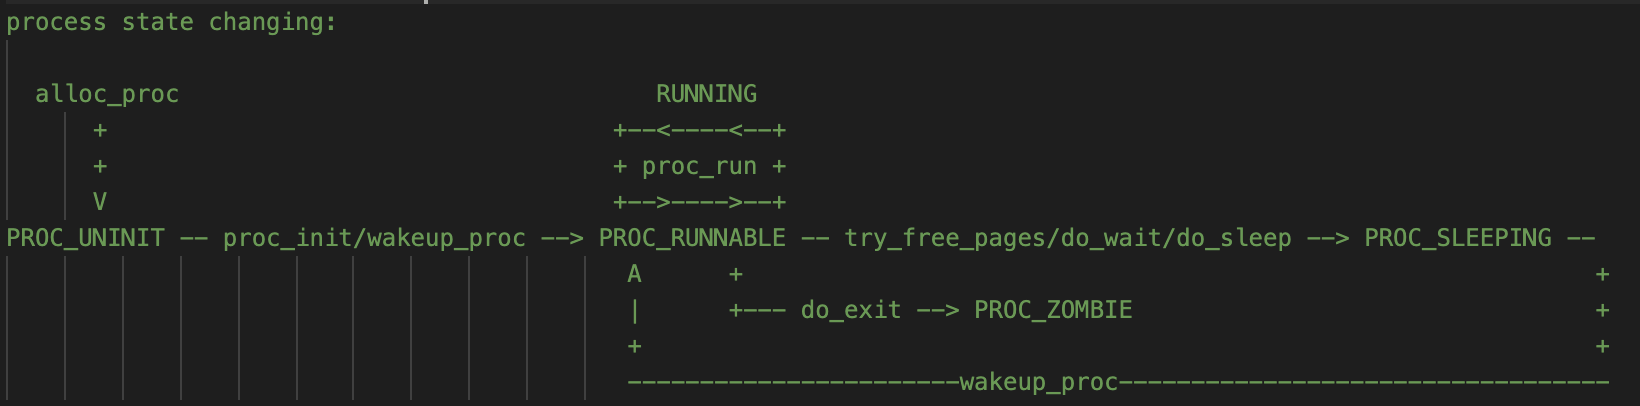 process state changing:
  alloc_proc                                 RUNNING
      +                                   +--<----<--+
      +                                   + proc_run +
      V                                   +-->---->--+
PROC_UNINIT -- proc_init/wakeup_proc --> PROC_RUNNABLE -- try_free_pages/do_wait/do_sleep --> PROC_SLEEPING --
                                           A      +                                                           +
                                           |      +--- do_exit --> PROC_ZOMBIE                                +
                                           +                                                                  +
                                           -----------------------wakeup_proc----------------------------------